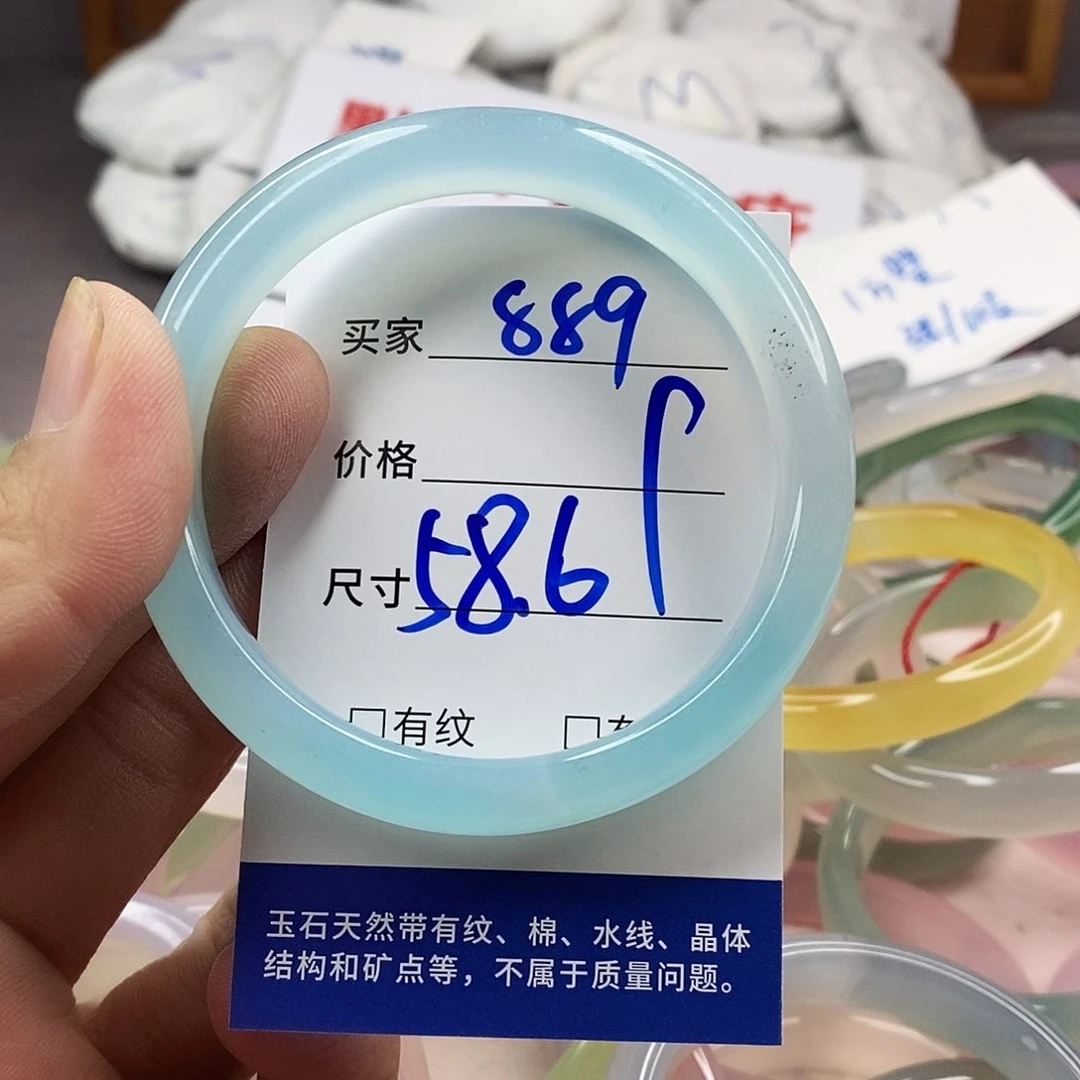 买家 889
价格
尺寸 58.6
□有纹 □
玉石天然带有纹、棉、水线、晶体
结构和矿点等，不属于质量问题。